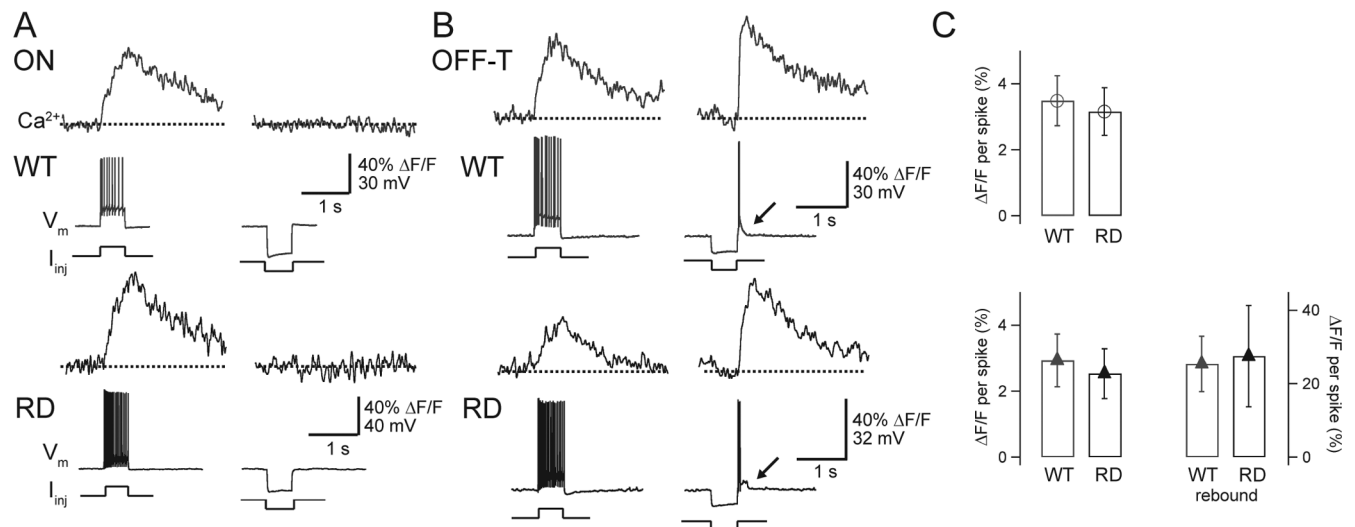 A
ON
Ca²⁺
WT
40% ΔF/F
30 mV
1 s
Vm
Iinj
RD
40% ΔF/F
40 mV
1 s
Vm
Iinj
B
OFF-T
WT
40% ΔF/F
30 mV
1 s
RD
40% ΔF/F
32 mV
1 s
C
ΔF/F per spike (%)
4
2
0
WT RD
ΔF/F per spike (%)
4
2
0
WT RD
WT RD
rebound
40
20
0
ΔF/F per spike (%)